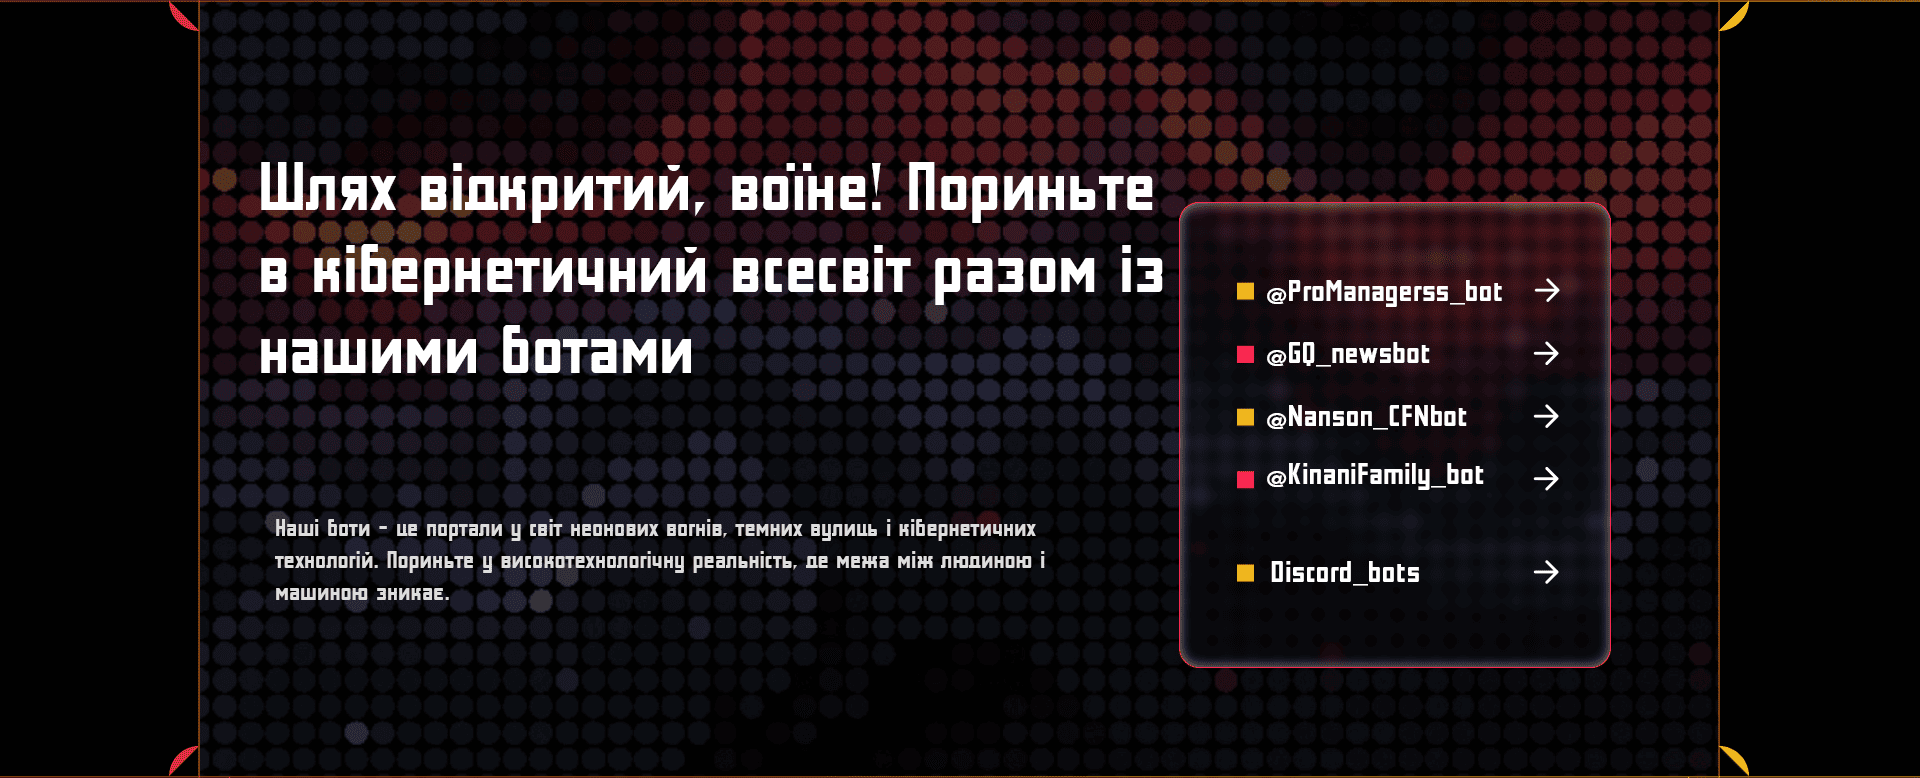 Шлях відкритий, воїне! Пориньте
в кібернетичний всесвіт разом із
нашими ботами
Наші боти - це портали у світ неонових вогнів, темних вулиць і кібернетичних
технологій. Пориньте у високотехнологічну реальність, де межа між людиною і
машиною зникає.
@ProManagerss_bot
@GQ_newsbot
@Nanson_CFNbot
@KinaniFamily_bot
Discord_bots